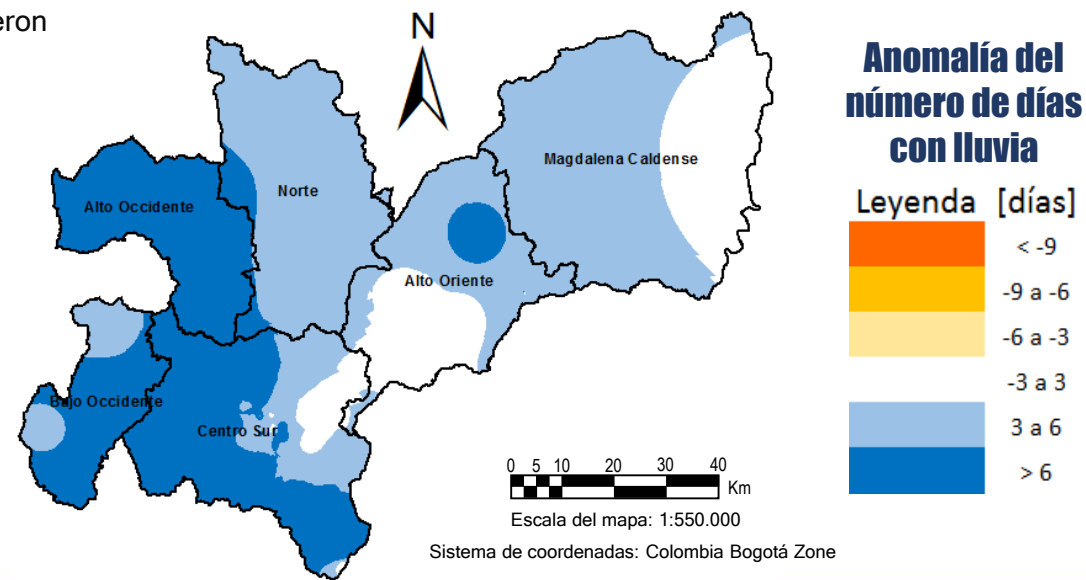 eron
N
Anomalía del
número de días
con lluvia
Leyenda [días]
< -9
-9 a -6
-6 a -3
-3 a 3
3 a 6
> 6
Magdalena Caldense
Norte
Alto Occidente
Alto Oriente
Bajo Occidente
Centro Sur
0 5 10 20 30 40
Km
Escala del mapa: 1:550.000
Sistema de coordenadas: Colombia Bogotá Zone